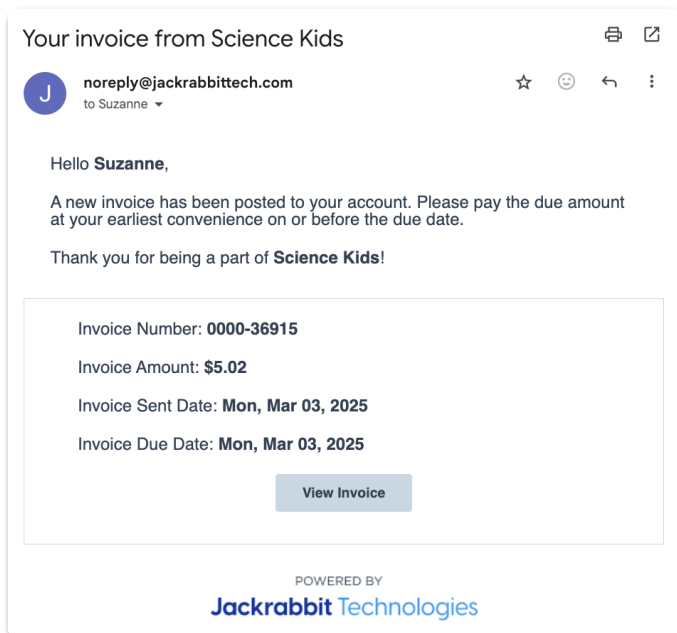 Your invoice from Science Kids
J
noreply@jackrabbittech.com
to Suzanne
Hello Suzanne,
A new invoice has been posted to your account. Please pay the due amount
at your earliest convenience on or before the due date.
Thank you for being a part of Science Kids!
Invoice Number: 0000-36915
Invoice Amount: $5.02
Invoice Sent Date: Mon, Mar 03, 2025
Invoice Due Date: Mon, Mar 03, 2025
View Invoice
POWERED BY
Jackrabbit Technologies